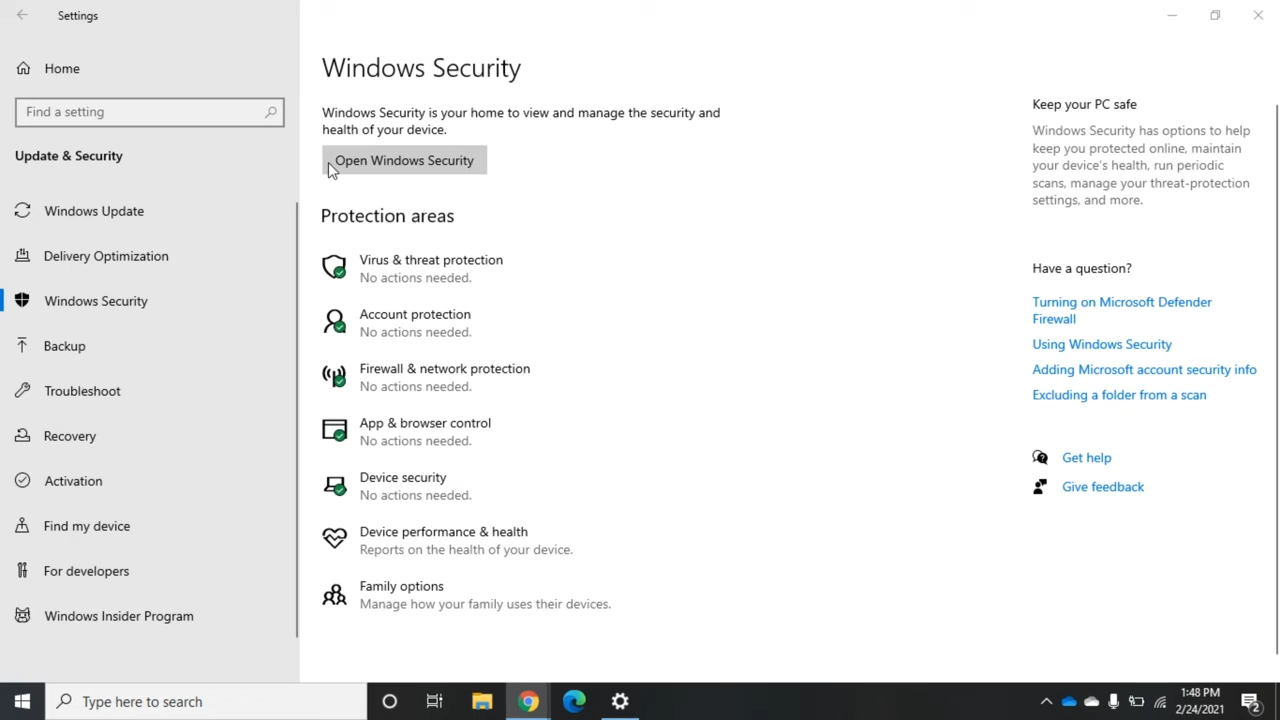 Settings
Home
Find a setting
Update & Security
Windows Update
Delivery Optimization
Windows Security
Backup
Troubleshoot
Recovery
Activation
Find my device
For developers
Windows Insider Program
Windows Security
Windows Security is your home to view and manage the security and
health of your device.
Open Windows Security
Protection areas
Virus & threat protection
No actions needed.
Account protection
No actions needed.
Firewall & network protection
No actions needed.
App & browser control
No actions needed.
Device security
No actions needed.
Device performance & health
Reports on the health of your device.
Family options
Manage how your family uses their devices.
Keep your PC safe
Windows Security has options to help
keep you protected online, maintain
your device's health, run periodic
scans, manage your threat-protection
settings, and more.
Have a question?
Turning on Microsoft Defender
Firewall
Using Windows Security
Adding Microsoft account security info
Excluding a folder from a scan
Get help
Give feedback
Type here to search
1:48 PM
2/24/2021
2